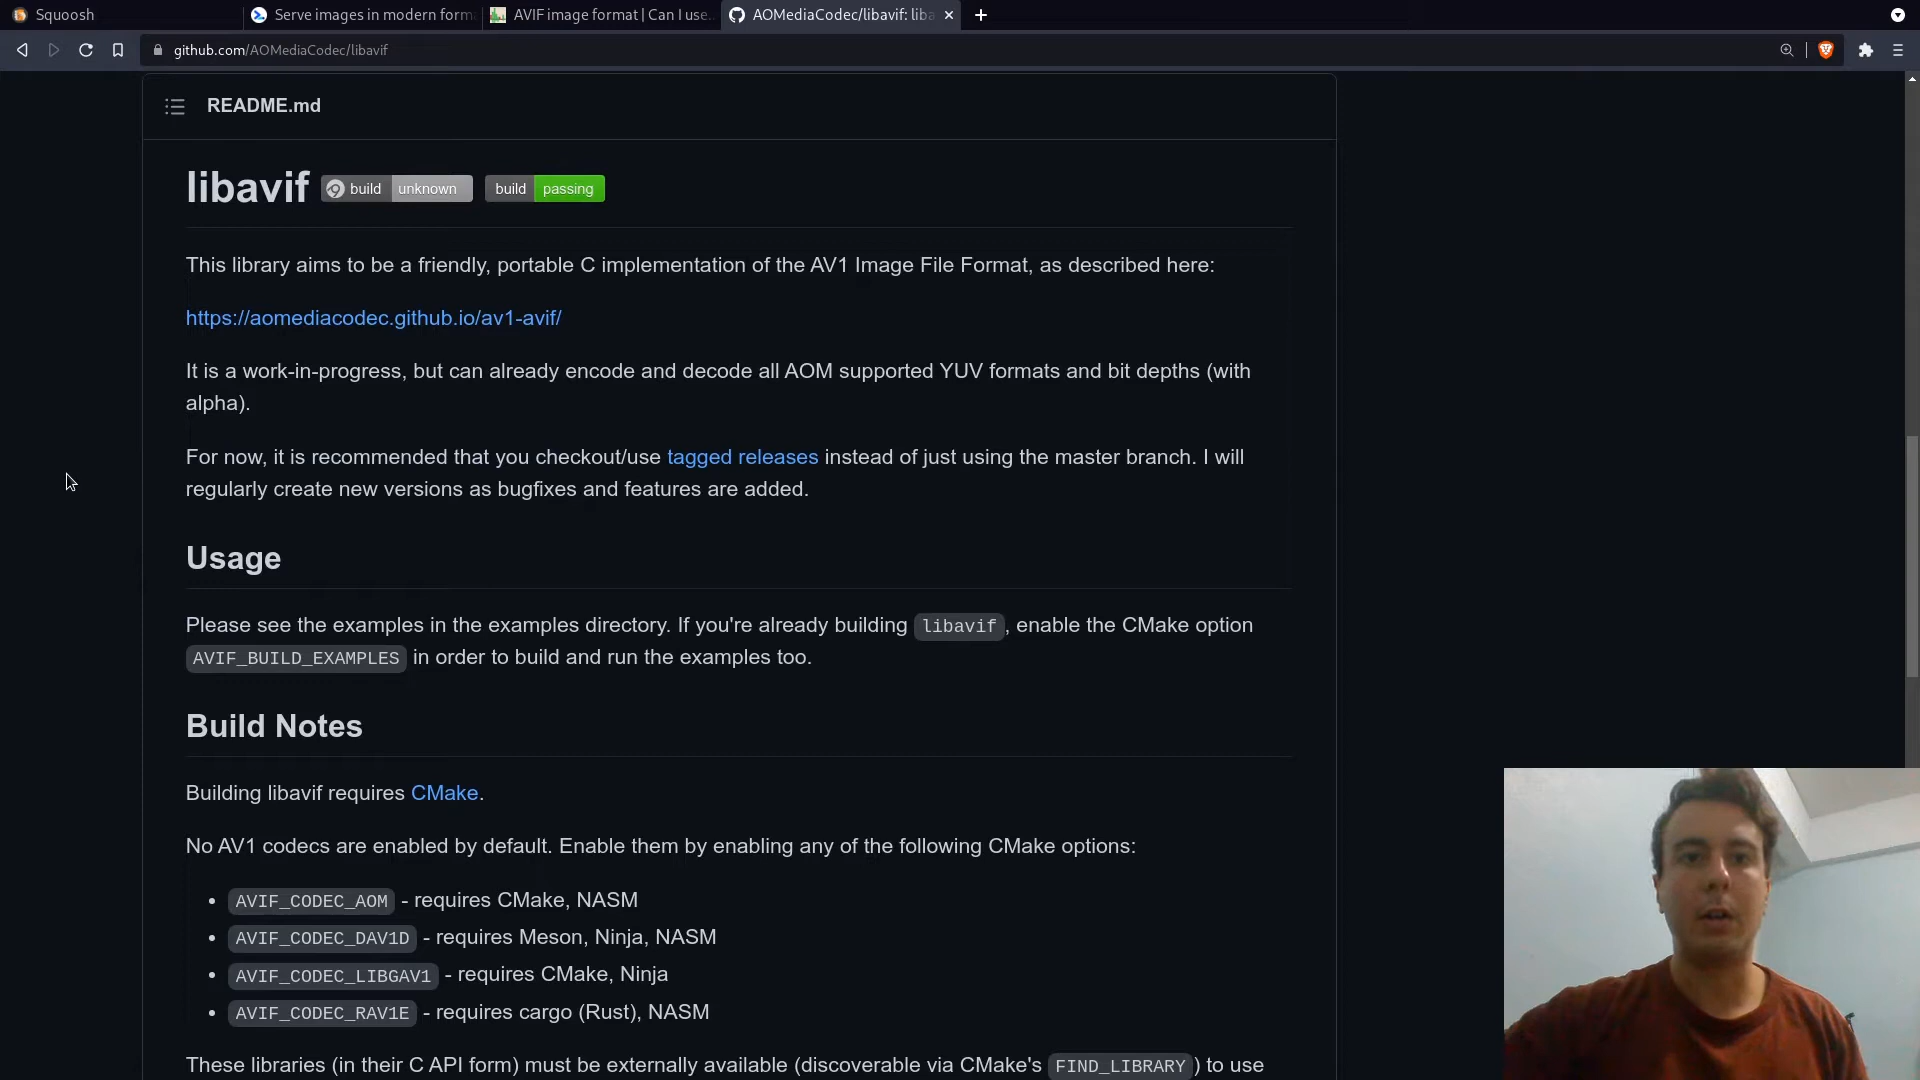 Squoosh
Serve images in modern form
AVIF image format | Can I use..
AOMediaCodec/libavif: liba
github.com/AOMediaCodec/libavif
README.md
libavif build unknown build passing
This library aims to be a friendly, portable C implementation of the AV1 Image File Format, as described here:
https://aomediacodec.github.io/av1-avif/
It is a work-in-progress, but can already encode and decode all AOM supported YUV formats and bit depths (with
alpha).
For now, it is recommended that you checkout/use tagged releases instead of just using the master branch. I will
regularly create new versions as bugfixes and features are added.
Usage
Please see the examples in the examples directory. If you're already building libavif, enable the CMake option
AVIF_BUILD_EXAMPLES in order to build and run the examples too.
Build Notes
Building libavif requires CMake.
No AV1 codecs are enabled by default. Enable them by enabling any of the following CMake options:
• AVIF_CODEC_AOM - requires CMake, NASM
• AVIF_CODEC_DAV1D - requires Meson, Ninja, NASM
• AVIF_CODEC_LIBGAV1 - requires CMake, Ninja
• AVIF_CODEC_RAV1E - requires cargo (Rust), NASM
These libraries (in their C API form) must be externally available (discoverable via CMake's FIND_LIBRARY) to use